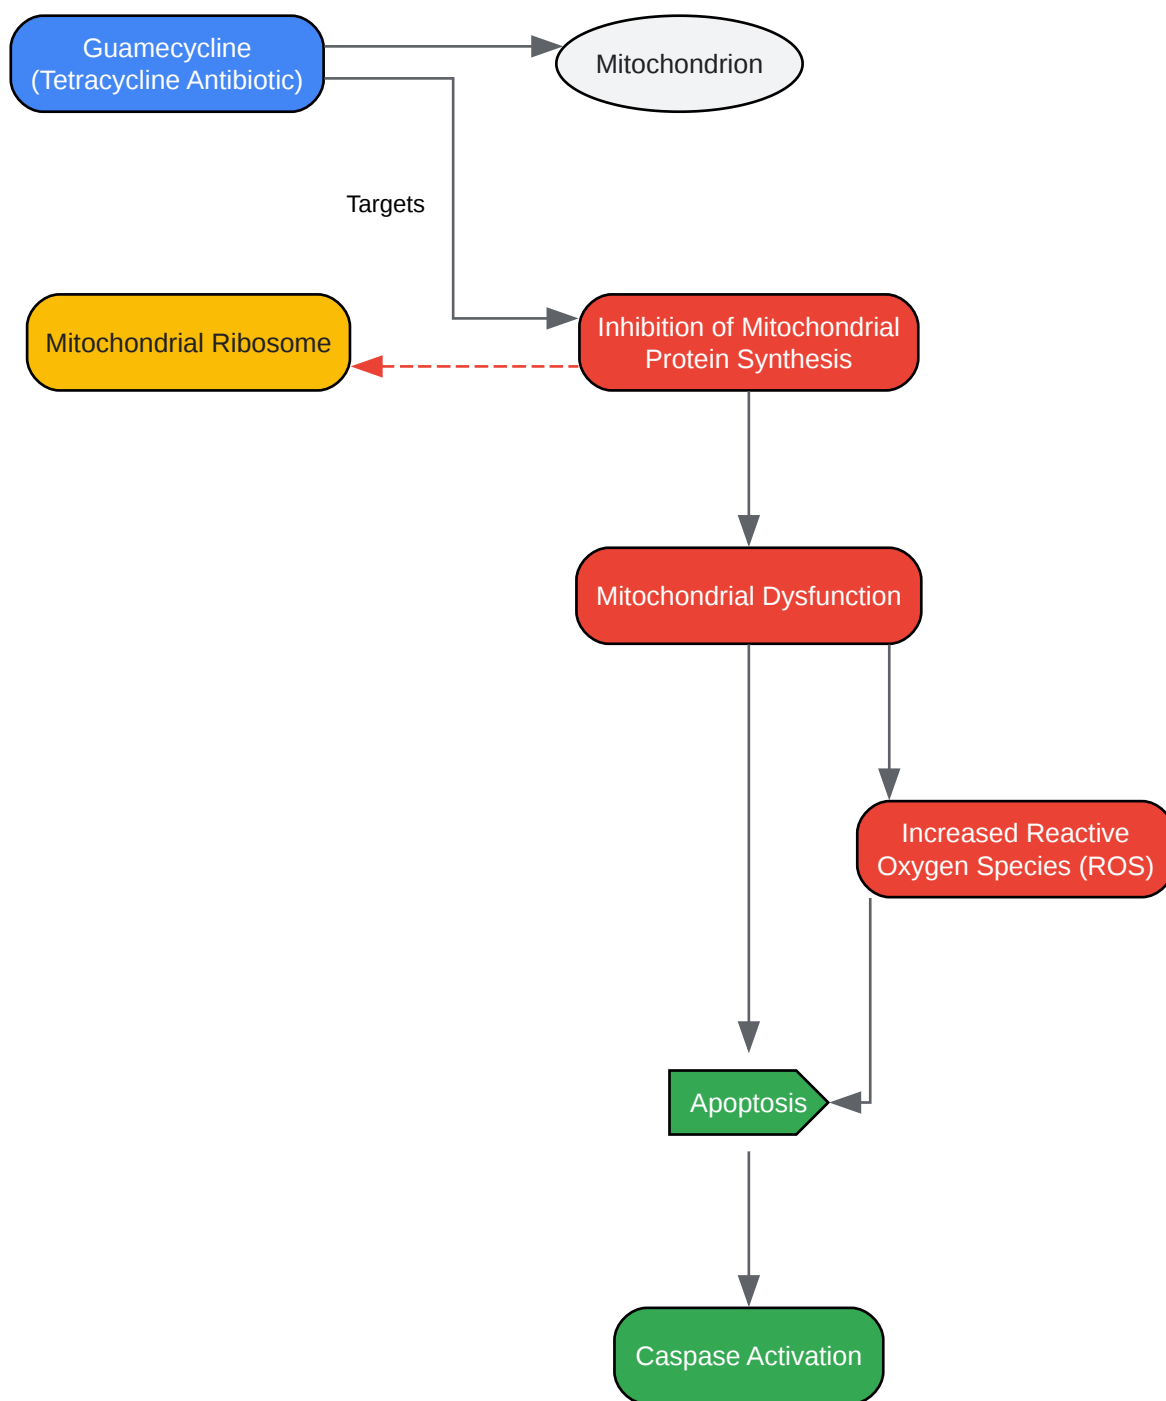 Guamecycline
(Tetracycline Antibiotic)
Mitochondrion
Targets
Mitochondrial Ribosome
Inhibition of Mitochondrial
Protein Synthesis
Mitochondrial Dysfunction
Increased Reactive
Oxygen Species (ROS)
Apoptosis
Caspase Activation